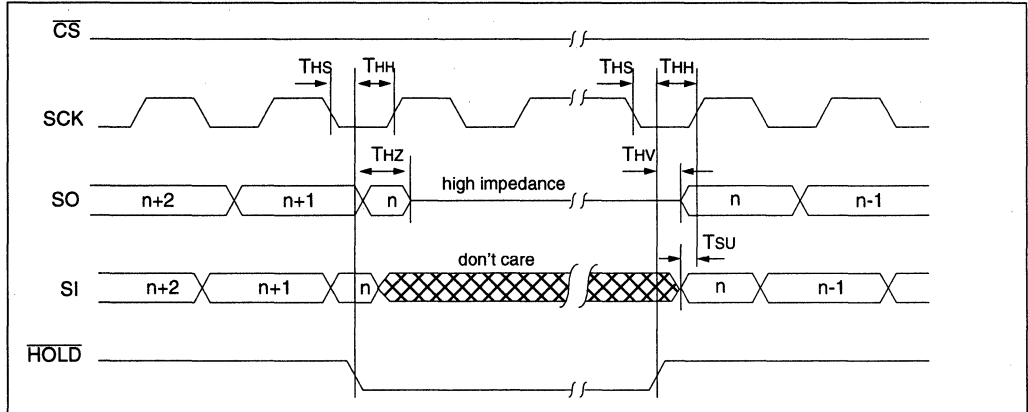 CS
THS THH THS THH
SCK
THZ THV
high impedance
SO n+2 n+1 n n n-1
TSU
don't care
SI n+2 n+1 n n n-1
HOLD